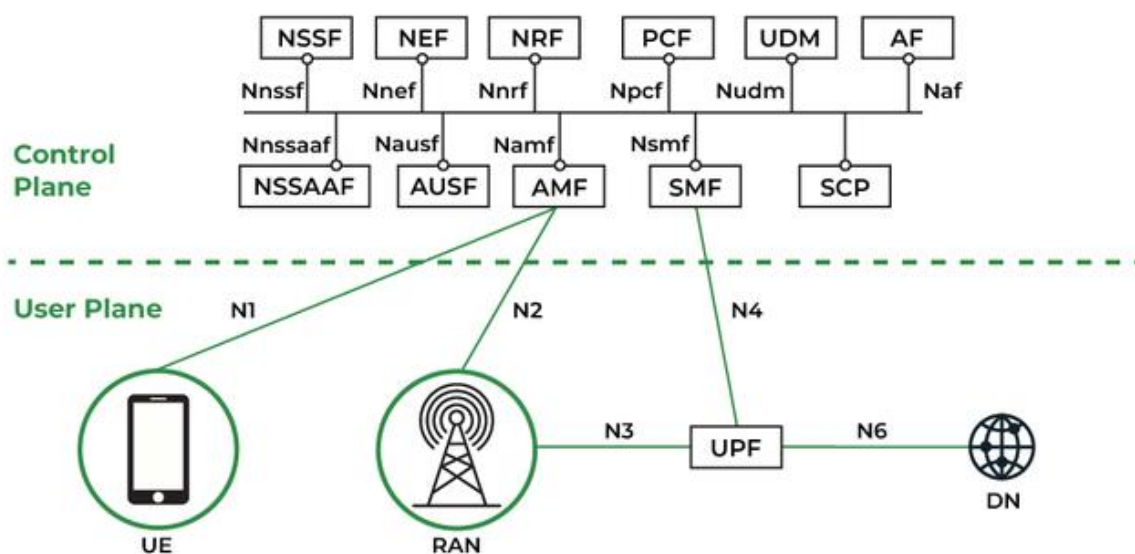 NSSF NEF NRF PCF UDM AF
Nnssf Nnef Nnrf Npcf Nudm Naf
Control
Plane
Nnssaaf Nausf Namf Nsmf
NSSAAF AUSF AMF SMF SCP
User Plane
N1 N2 N4
N3 UPF N6
DN
UE RAN